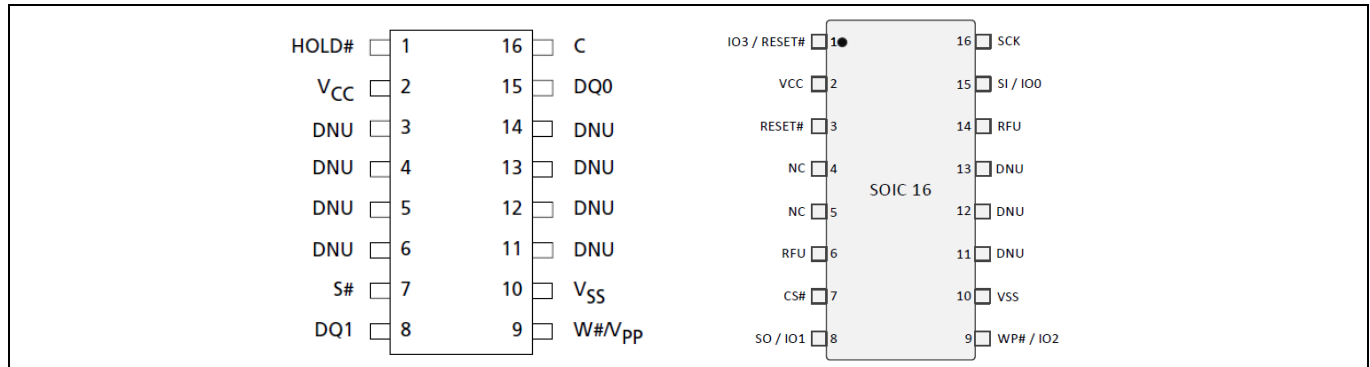 HOLD# 1 16 C
VCC 2 15 DQ0
DNU 3 14 DNU
DNU 4 13 DNU
DNU 5 12 DNU
DNU 6 11 DNU
S# 7 10 VSS
DQ1 8 9 W#/VPP
IO3 / RESET# 1 16 SCK
VCC 2 15 SI / IO0
RESET# 3 14 RFU
NC 4 13 DNU
SOIC 16
NC 5 12 DNU
RFU 6 11 DNU
CS# 7 10 VSS
SO / IO1 8 9 WP# / IO2